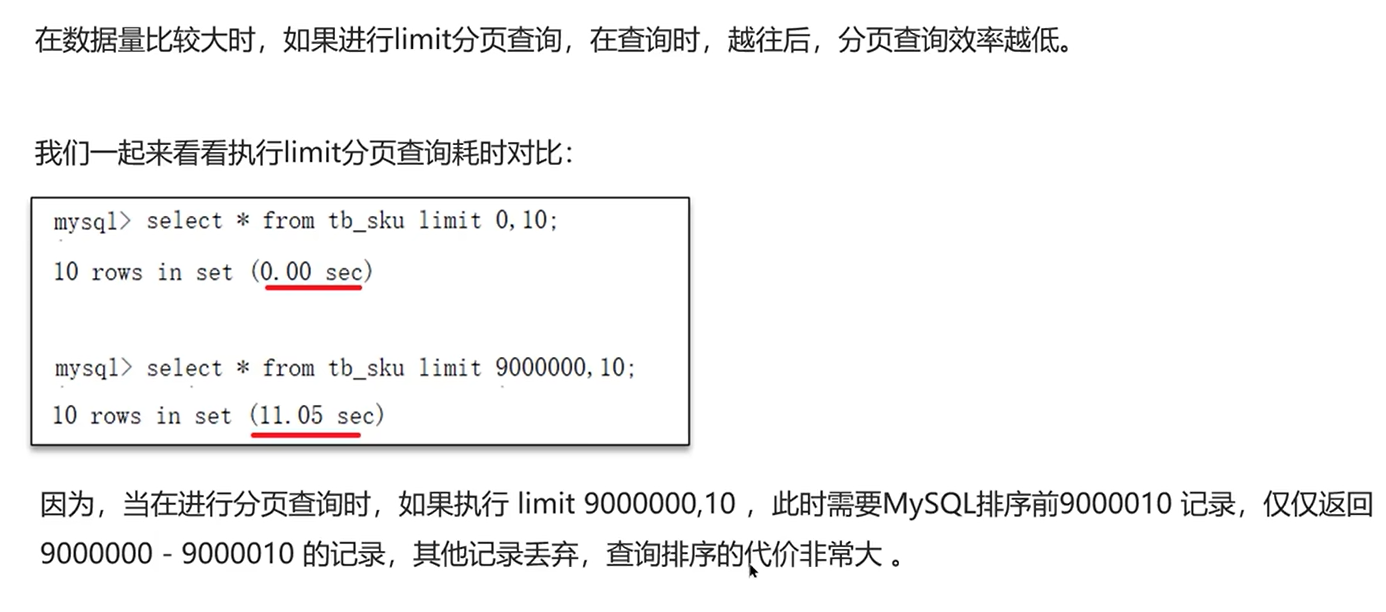 在数据量比较大时，如果进行limit分页查询，在查询时，越往后，分页查询效率越低。
我们一起来看看执行limit分页查询耗时对比：
mysql> select * from tb_sku limit 0,10;
10 rows in set (0.00 sec)
mysql> select * from tb_sku limit 9000000,10;
10 rows in set (11.05 sec)
因为，当在进行分页查询时，如果执行 limit 9000000,10 ，此时需要MySQL排序前9000010 记录，仅仅返回
9000000 - 9000010 的记录，其他记录丢弃，查询排序的代价非常大 。